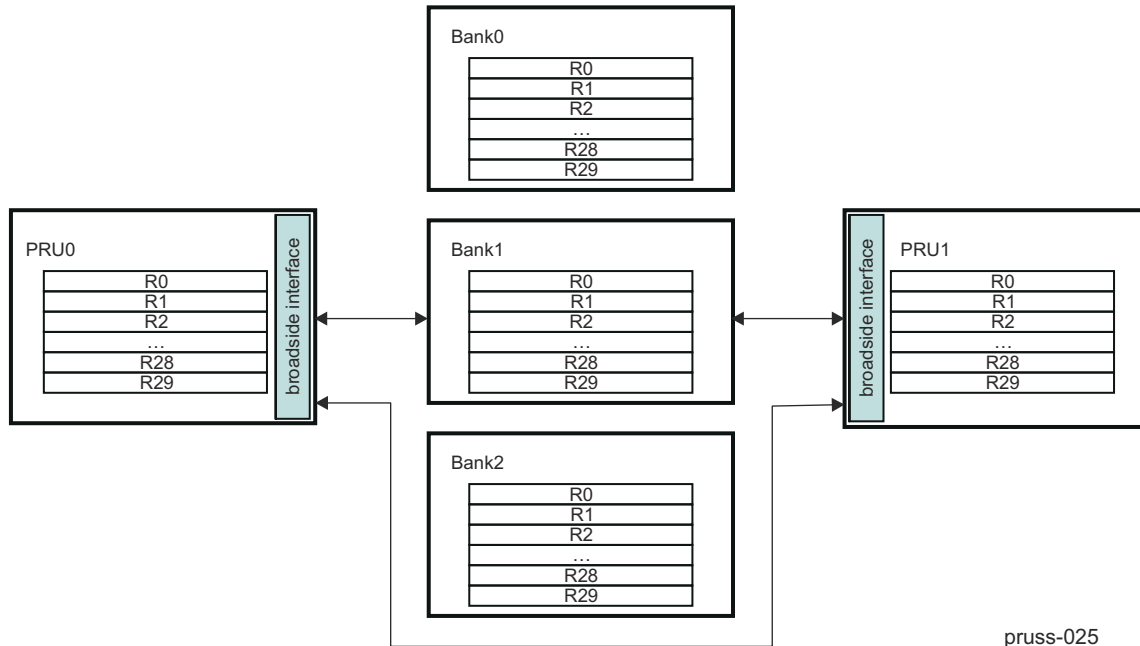 Bank0
R0
R1
R2
…
R28
R29
PRU0
R0
R1
R2
…
R28
R29
broadside interface
Bank1
R0
R1
R2
…
R28
R29
broadside interface
PRU1
R0
R1
R2
…
R28
R29
Bank2
R0
R1
R2
…
R28
R29
pruss-025